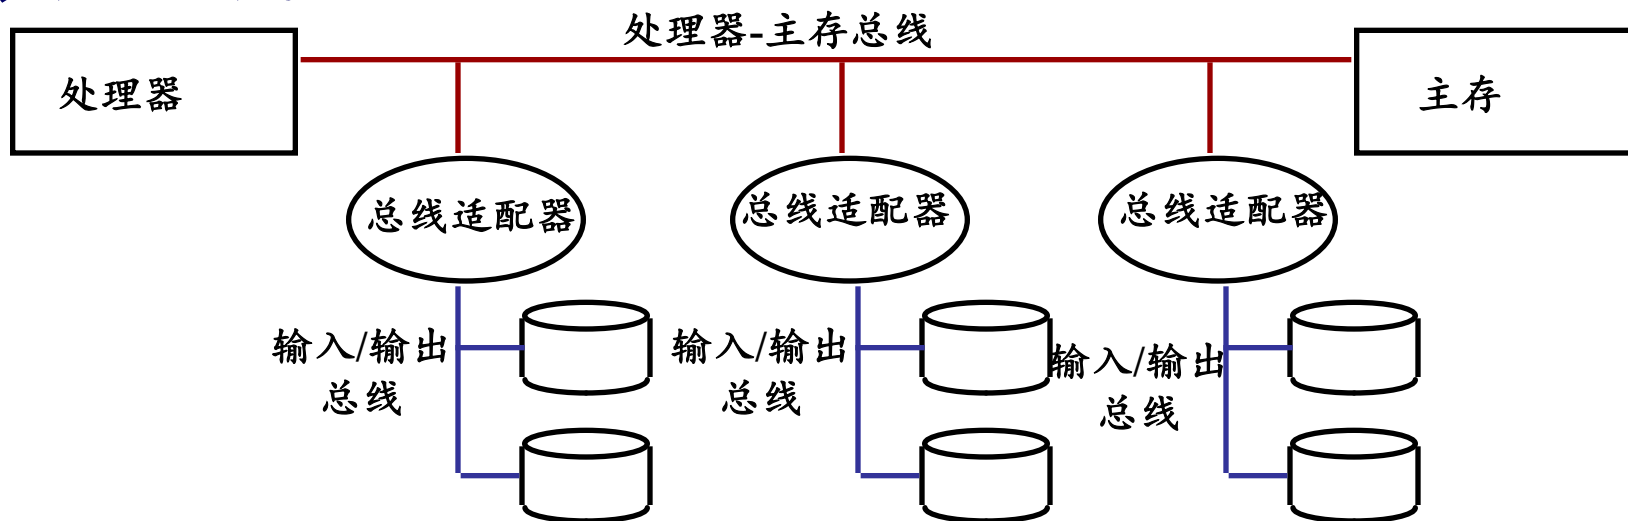 处理器-主存总线
处理器
主存
总线适配器
总线适配器
总线适配器
输入/输出
总线
输入/输出
总线
输入/输出
总线